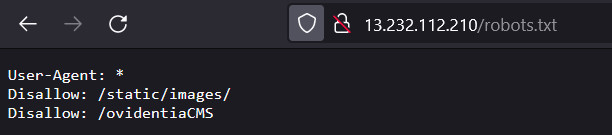 13.232.112.210/robots.txt
User-Agent: *
Disallow: /static/images/
Disallow: /ovidentiaCMS